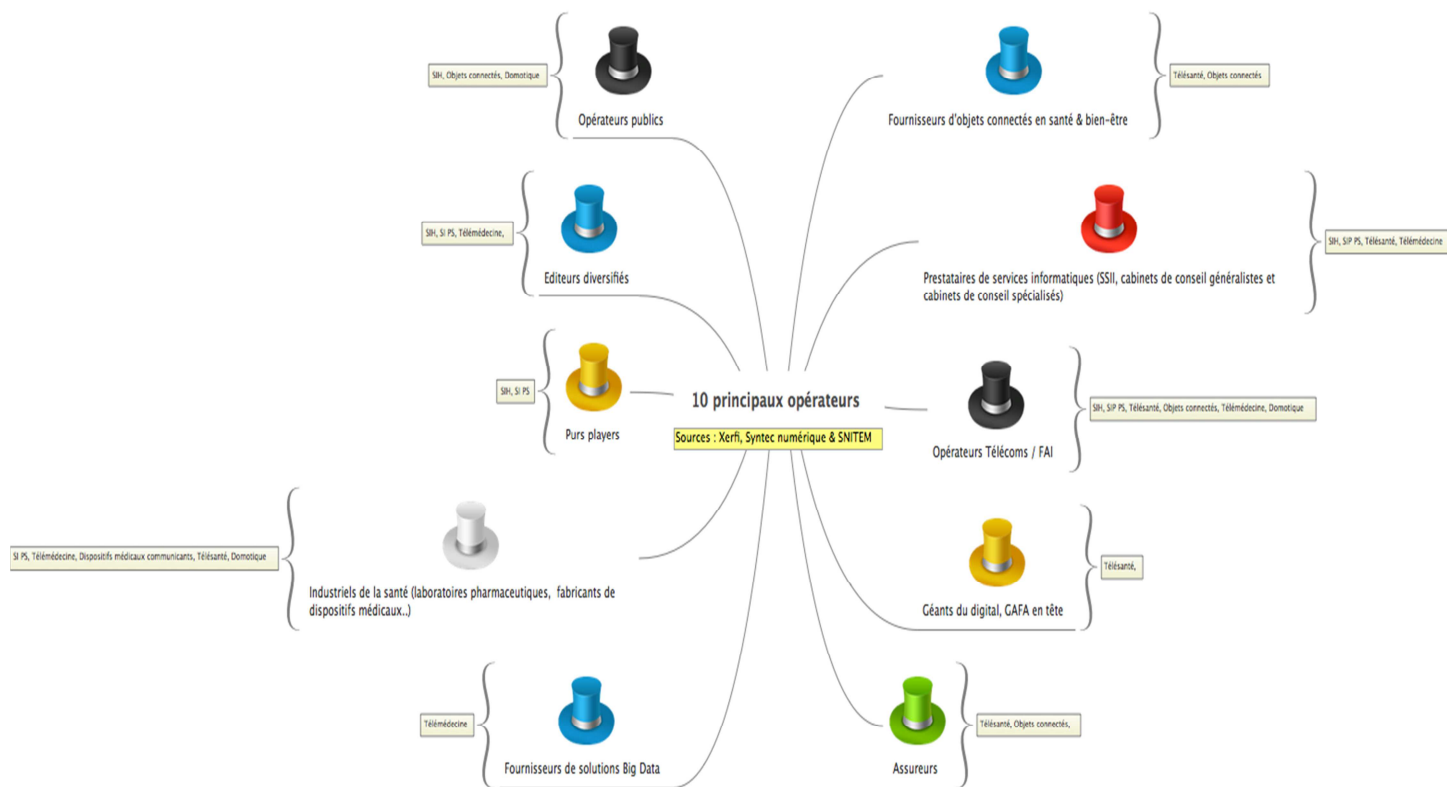 SIH, Objets connectés, Domotique
Opérateurs publics
Télésanté, Objets connectés
Fournisseurs d'objets connectés en santé & bien-être
SIH, SI PS, Télémédecine,
Editeurs diversifiés
SIH, SIP PS, Télésanté, Télémédecine
Prestataires de services informatiques (SSII, cabinets de conseil généralistes et
cabinets de conseil spécialisés)
SIH, SI PS
Purs players
10 principaux opérateurs
Sources : Xerfi, Syntec numérique & SNITEM
SIH, SIP PS, Télésanté, Objets connectés, Télémédecine, Domotique
Opérateurs Télécoms / FAI
SI PS, Télémédecine, Dispositifs médicaux communicants, Télésanté, Domotique
Industriels de la santé (laboratoires pharmaceutiques, fabricants de
dispositifs médicaux..)
Télésanté,
Géants du digital, GAFA en tête
Télémédecine
Fournisseurs de solutions Big Data
Télésanté, Objets connectés,
Assureurs